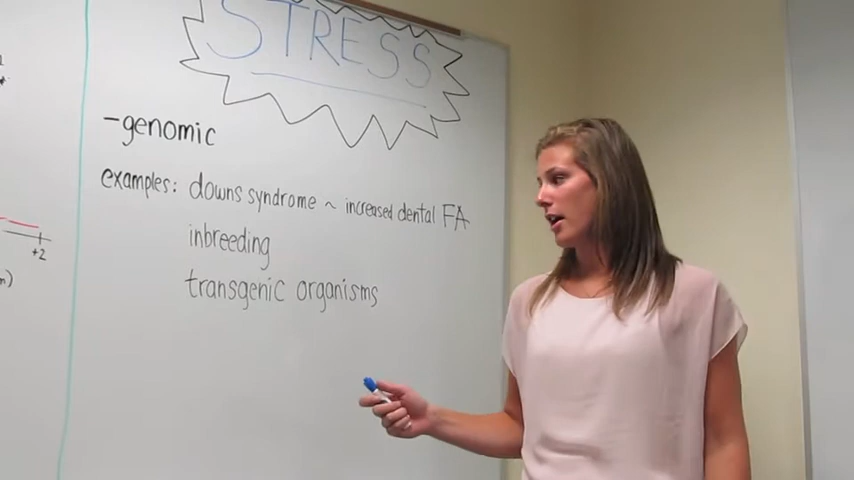 STRESS
-genomic
examples: downs syndrome ~ increased dental FA
inbreeding
transgenic organisms
+2